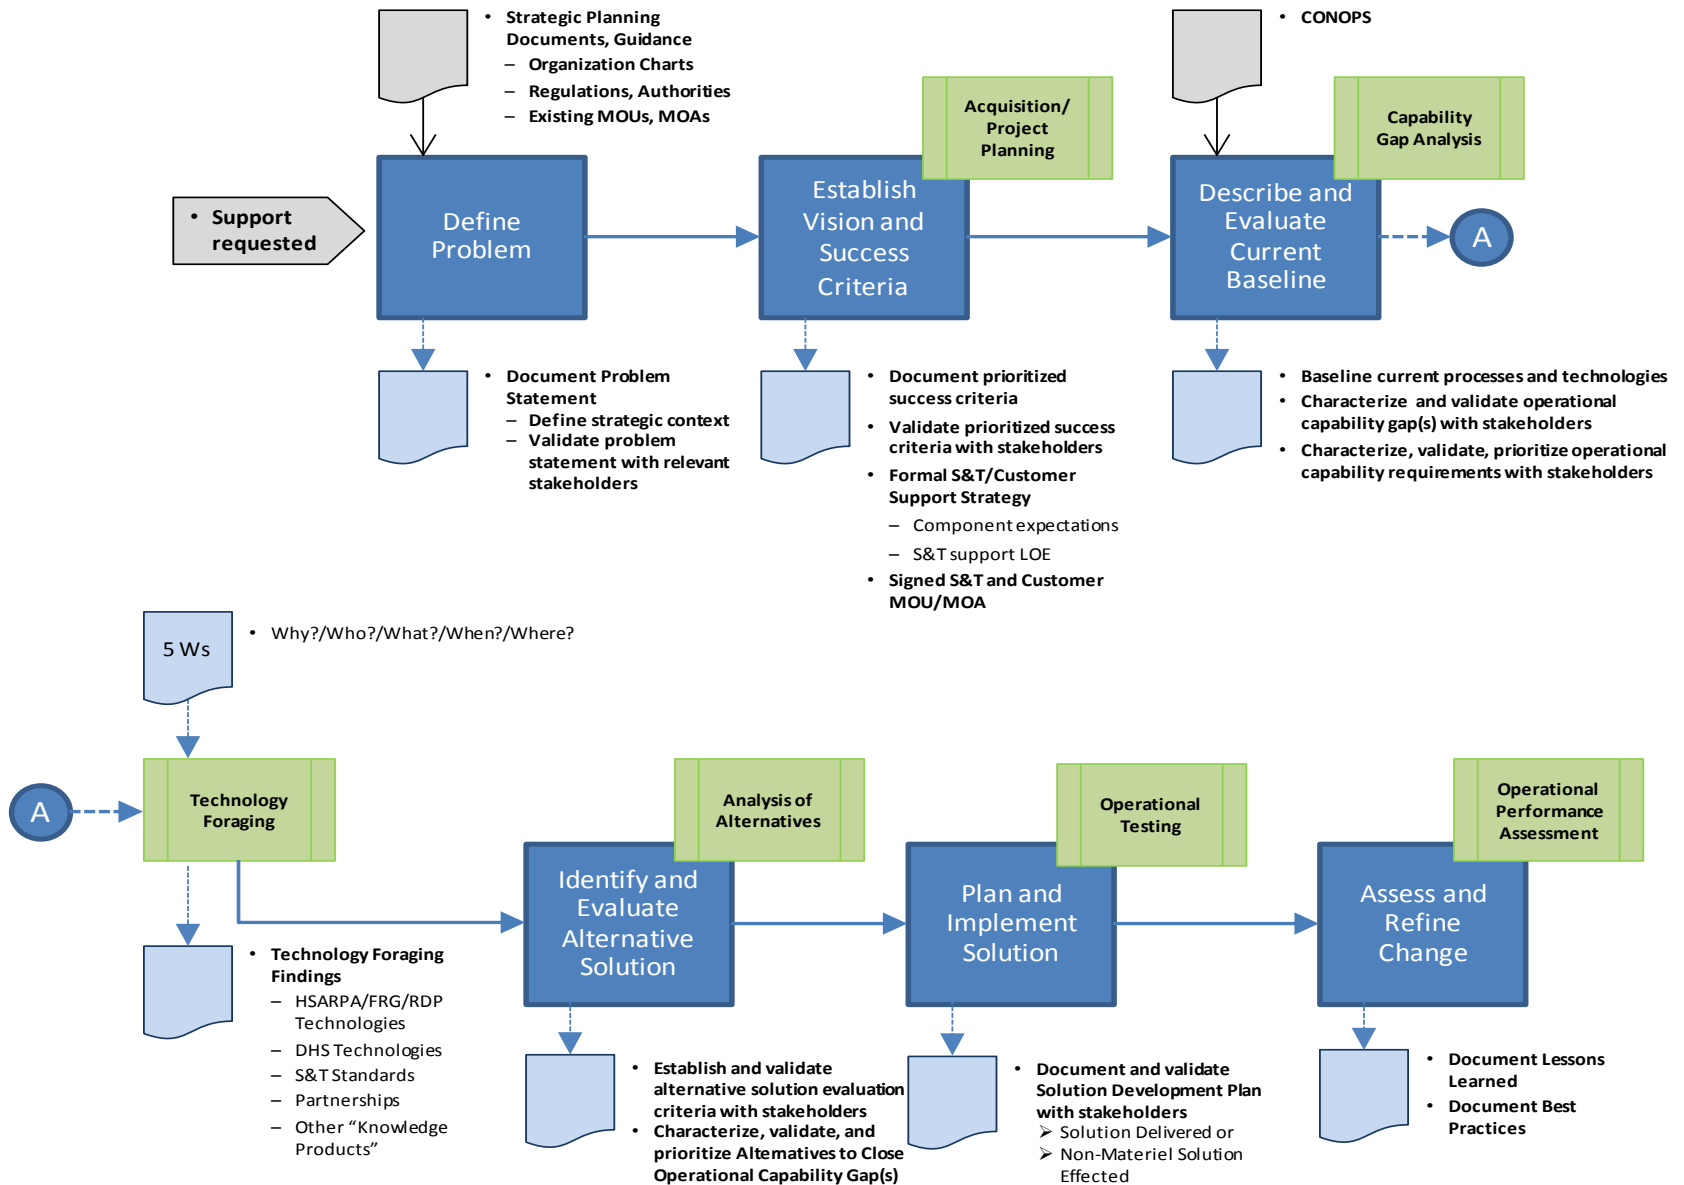 • Strategic Planning
Documents, Guidance
– Organization Charts
– Regulations, Authorities
– Existing MOUs, MOAs
• CONOPS
Acquisition/
Project
Planning
Capability
Gap Analysis
• Support
requested
Define
Problem
Establish
Vision and
Success
Criteria
Describe and
Evaluate
Current
Baseline
A
• Document Problem
Statement
– Define strategic context
– Validate problem
statement with relevant
stakeholders
• Document prioritized
success criteria
• Validate prioritized success
criteria with stakeholders
• Formal S&T/Customer
Support Strategy
– Component expectations
– S&T support LOE
• Signed S&T and Customer
MOU/MOA
• Baseline current processes and technologies
• Characterize and validate operational
capability gap(s) with stakeholders
• Characterize, validate, prioritize operational
capability requirements with stakeholders
5 Ws
• Why?/Who?/What?/When?/Where?
A
Technology
Foraging
Analysis of
Alternatives
Operational
Testing
Operational
Performance
Assessment
Identify and
Evaluate
Alternative
Solution
Plan and
Implement
Solution
Assess and
Refine
Change
• Technology Foraging
Findings
– HSARPA/FRG/RDP
Technologies
– DHS Technologies
– S&T Standards
– Partnerships
– Other “Knowledge
Products”
• Establish and validate
alternative solution evaluation
criteria with stakeholders
• Characterize, validate, and
prioritize Alternatives to Close
Operational Capability Gap(s)
• Document and validate
Solution Development Plan
with stakeholders
➢ Solution Delivered or
➢ Non-Materiel Solution
Effected
• Document Lessons
Learned
• Document Best
Practices